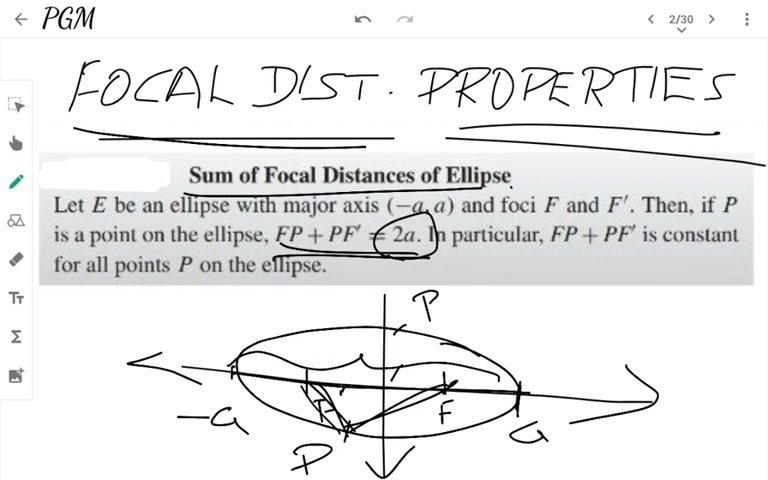 PGM
2/30
FOCAL DIST. PROPERTIES
Sum of Focal Distances of Ellipse
Let E be an ellipse with major axis (−a, a) and foci F and F′. Then, if P
is a point on the ellipse, FP + PF′ = 2a. In particular, FP + PF′ is constant
for all points P on the ellipse.
P
-a
F
a
P
Tт
Σ